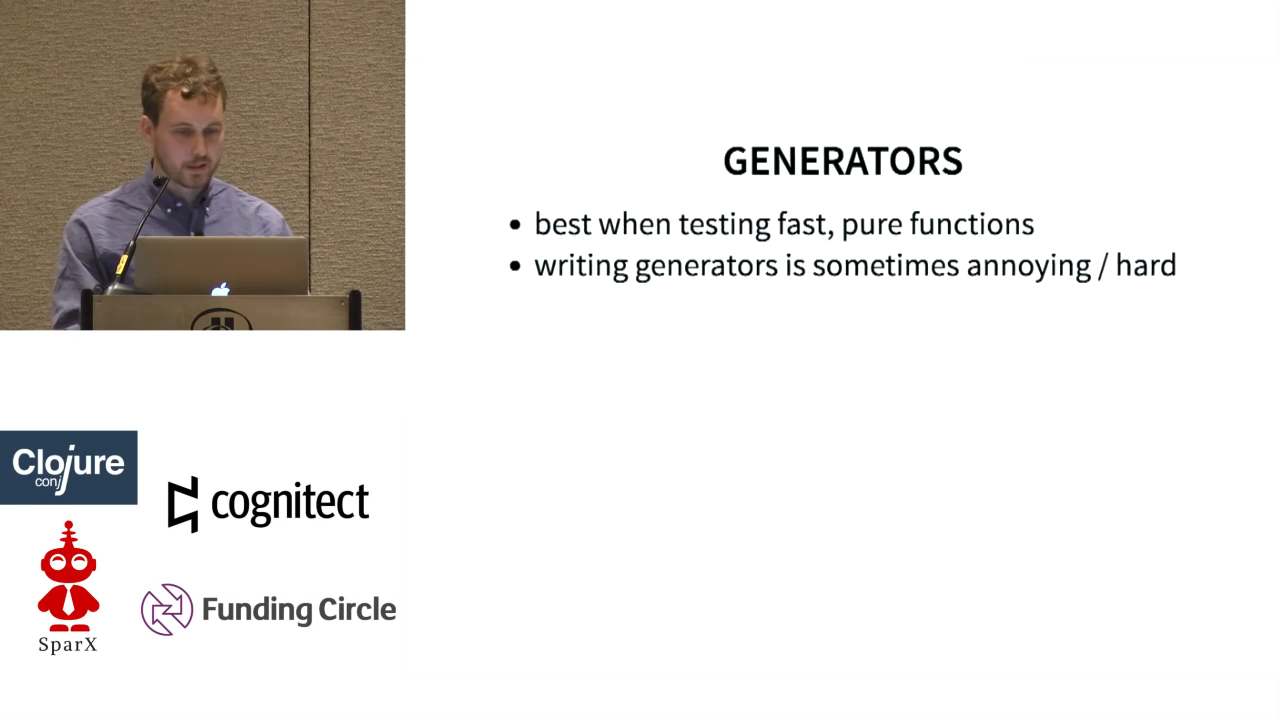 GENERATORS
• best when testing fast, pure functions
• writing generators is sometimes annoying / hard
Clojure
conj
cognitect
SparX
Funding Circle